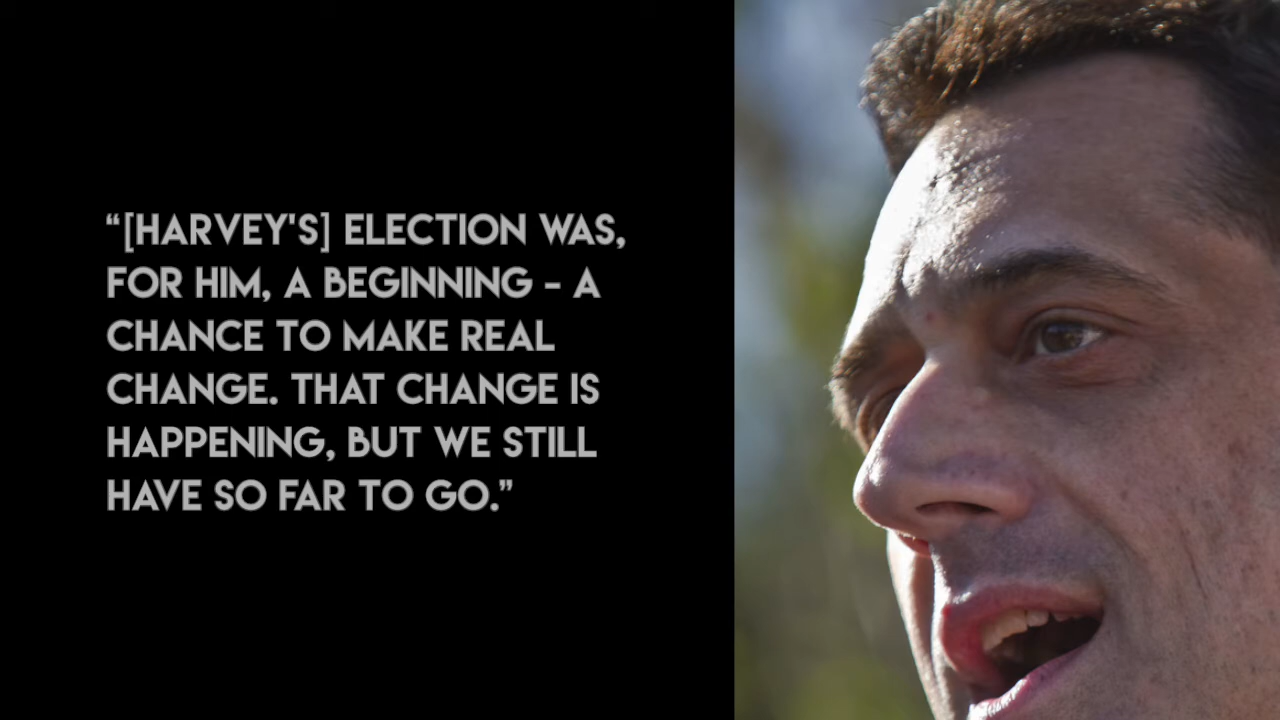 “[HARVEY'S] ELECTION WAS,
FOR HIM, A BEGINNING – A
CHANCE TO MAKE REAL
CHANGE. THAT CHANGE IS
HAPPENING, BUT WE STILL
HAVE SO FAR TO GO.”